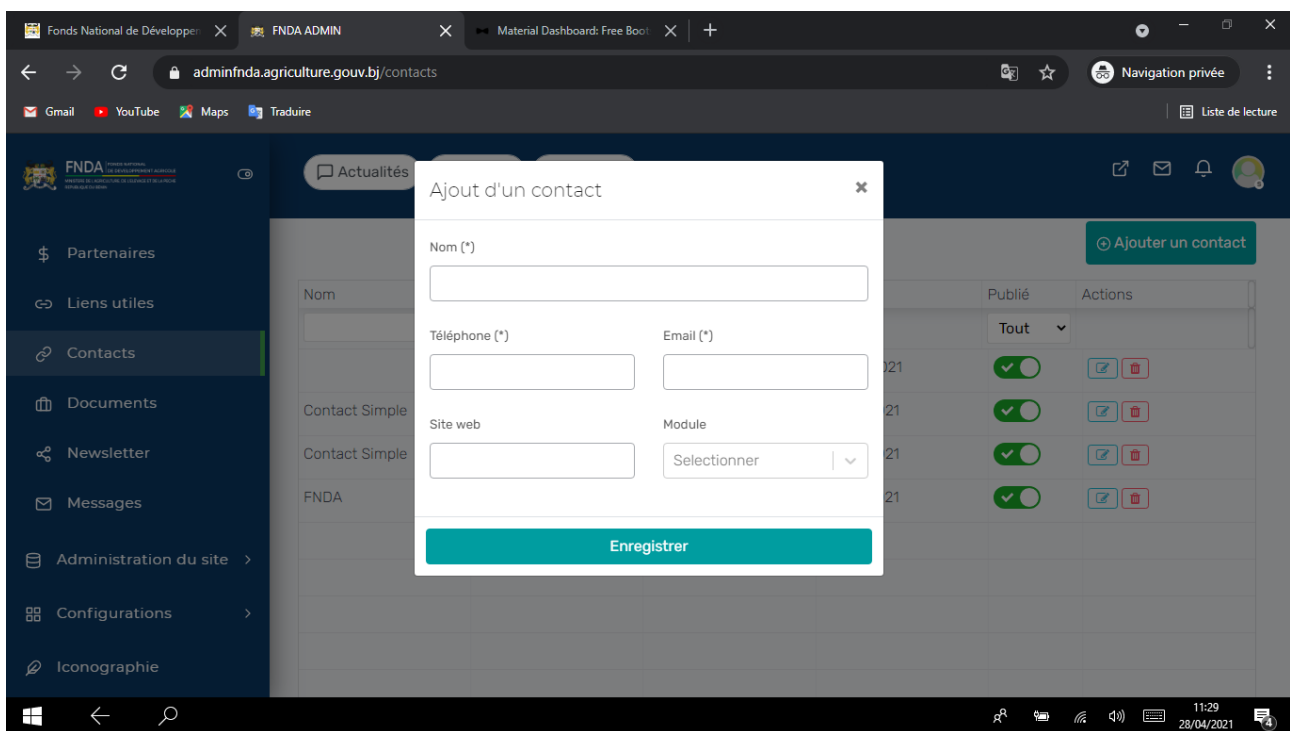 Fonds National de Développer
FNDA ADMIN
Material Dashboard: Free Boot
adminfnda.agriculture.gouv.bj/contacts
Navigation privée
Gmail
YouTube
Maps
Traduire
Liste de lecture
FNDA
Actualités
Partenaires
Liens utiles
Contacts
Documents
Newsletter
Messages
Administration du site
Configurations
Iconographie
Ajouter un contact
Nom
Publié
Actions
Tout
021
Contact Simple
21
Contact Simple
21
FNDA
21
Ajout d'un contact
Nom (*)
Téléphone (*)
Email (*)
Site web
Module
Selectionner
Enregistrer
11:29
28/04/2021
4